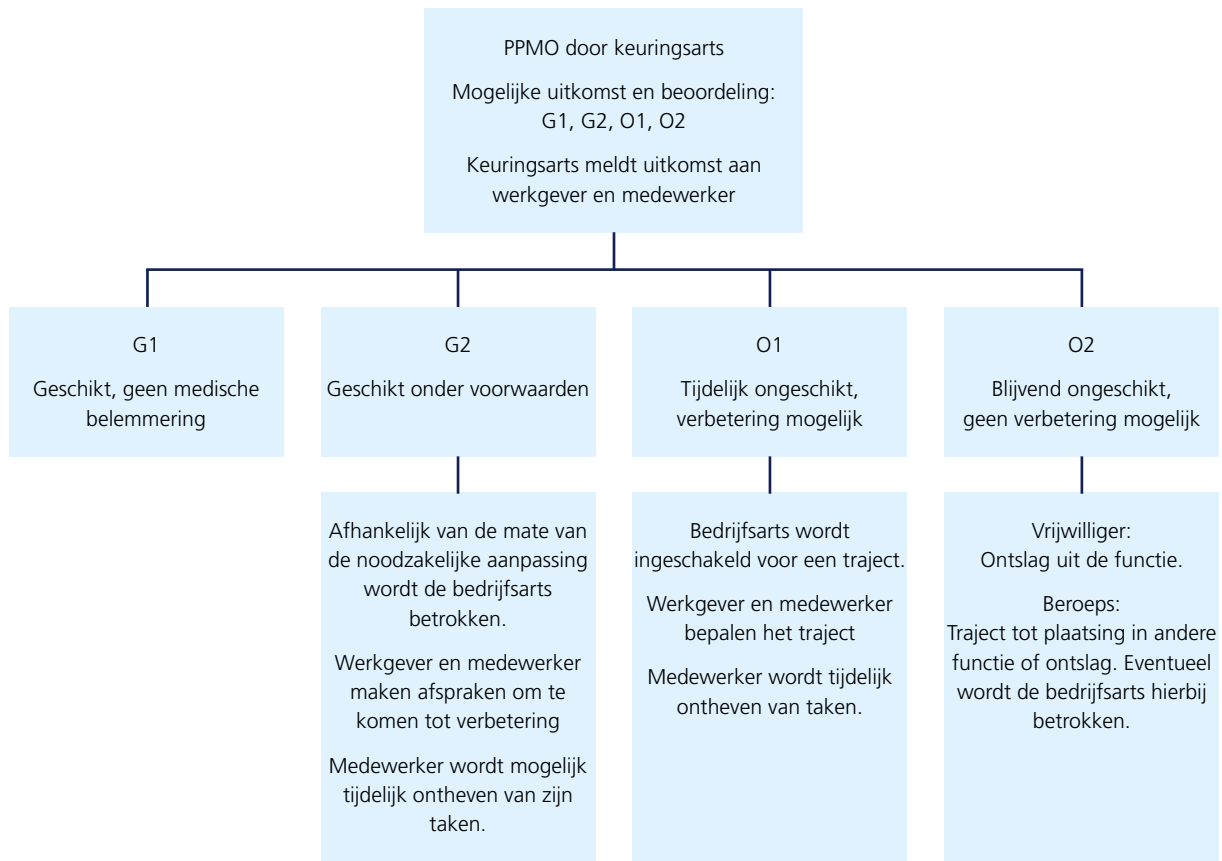 PPMO door keuringsarts
Mogelijke uitkomst en beoordeling:
G1, G2, O1, O2
Keuringsarts meldt uitkomst aan
werkgever en medewerker
G1
Geschikt, geen medische
belemmering
G2
Geschikt onder voorwaarden
O1
Tijdelijk ongeschikt,
verbetering mogelijk
O2
Blijvend ongeschikt,
geen verbetering mogelijk
Afhankelijk van de mate van
de noodzakelijke aanpassing
wordt de bedrijfsarts
betrokken.
Werkgever en medewerker
maken afspraken om te
komen tot verbetering
Medewerker wordt mogelijk
tijdelijk ontheven van zijn
taken.
Bedrijfsarts wordt
ingeschakeld voor een traject.
Werkgever en medewerker
bepalen het traject
Medewerker wordt tijdelijk
ontheven van taken.
Vrijwilliger:
Ontslag uit de functie.
Beroeps:
Traject tot plaatsing in andere
functie of ontslag. Eventueel
wordt de bedrijfsarts hierbij
betrokken.